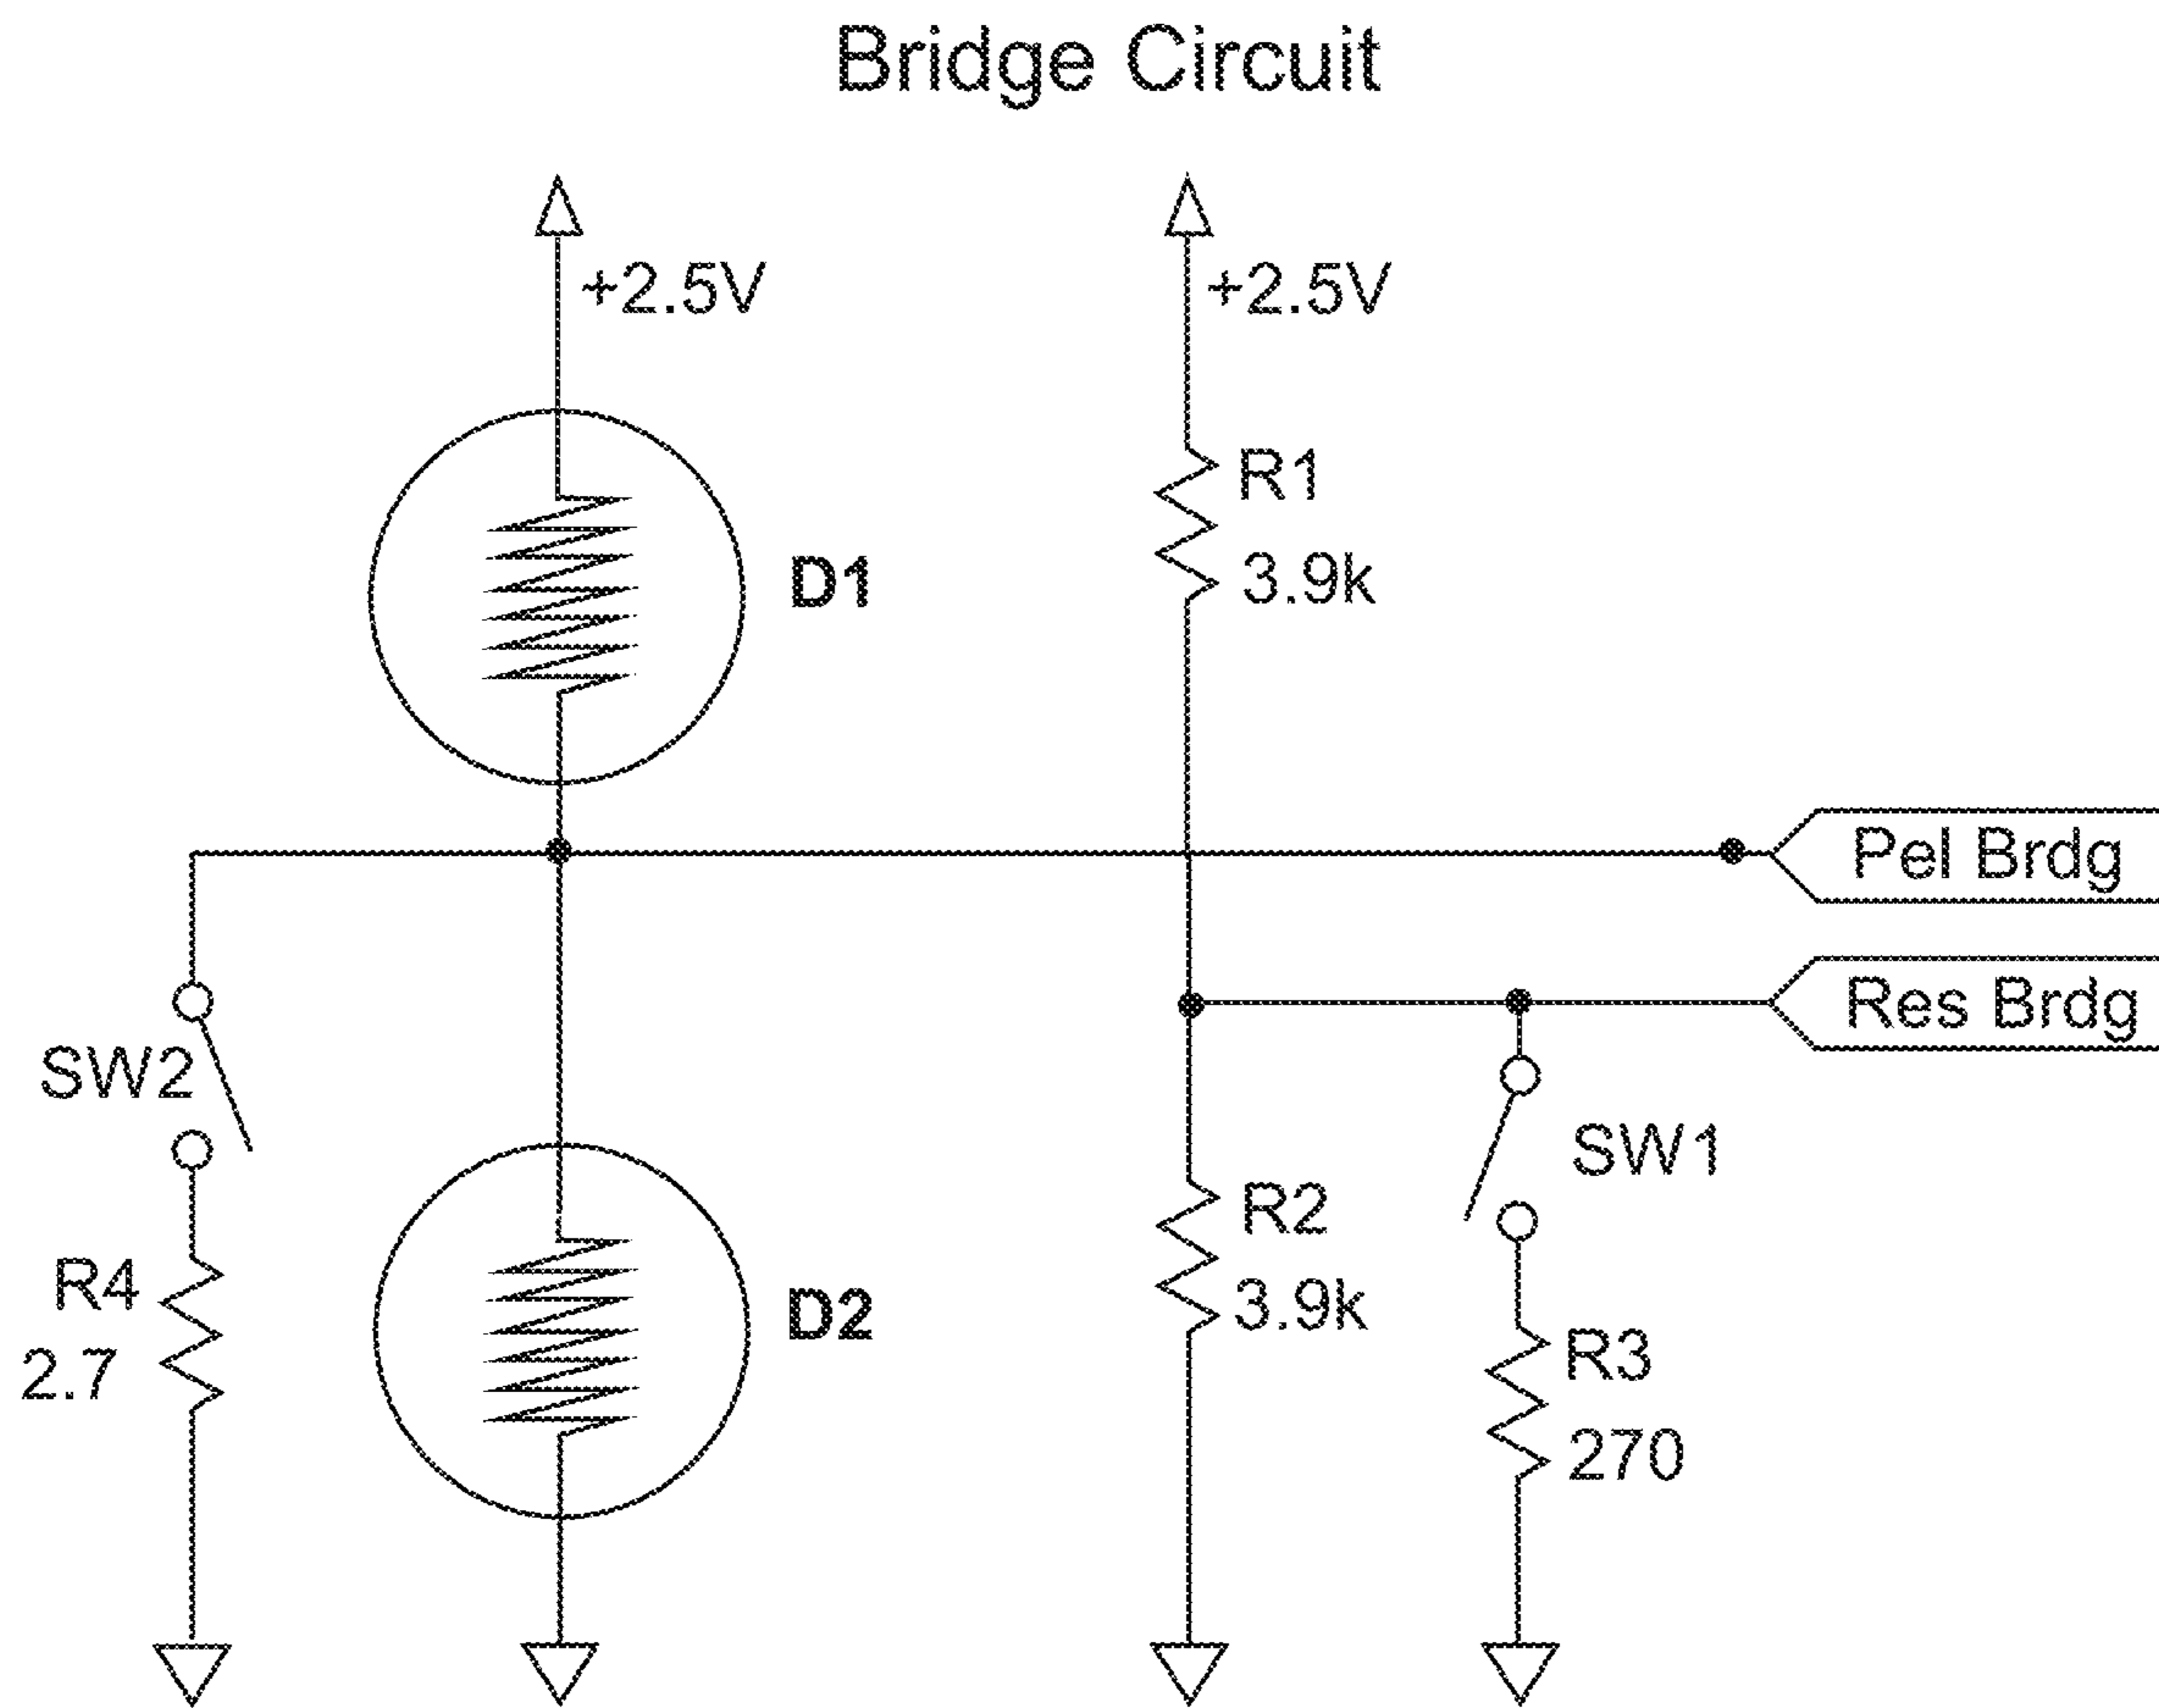 Bridge Circuit
+2.5V
+2.5V
D1
R1
3.9k
Pel Brdg
Res Brdg
SW2
SW1
R4
2.7
D2
R2
3.9k
R3
270